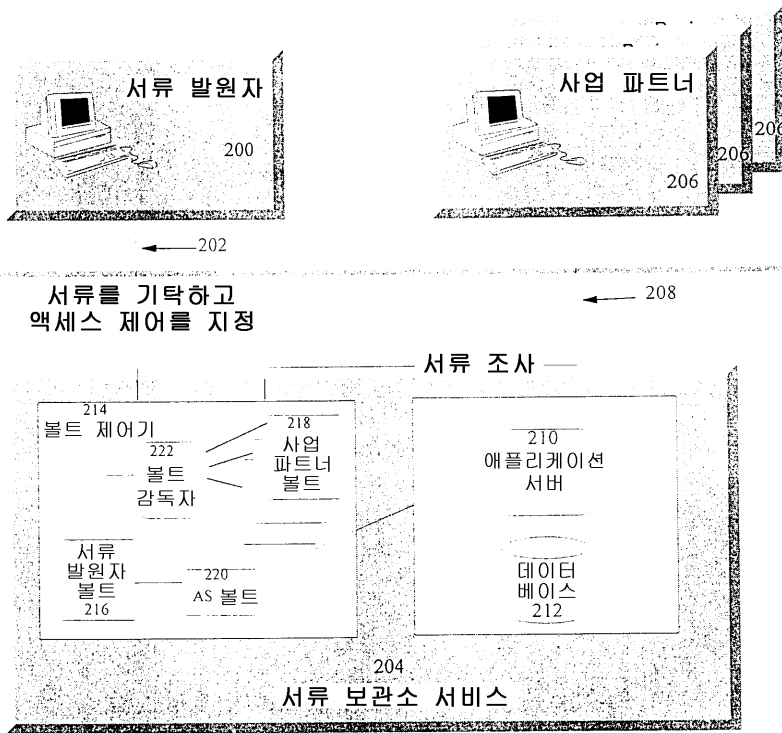 서류 발원자
200
사업 파트너
206
206
202
서류를 기탁하고
액세스 제어를 지정
208
서류 조사
214
볼트 제어기
222
볼트
감독자
218
사업
파트너
볼트
서류
발원자
볼트
216
220
AS 볼트
210
애플리케이션
서버
데이터
베이스
212
204
서류 보관소 서비스